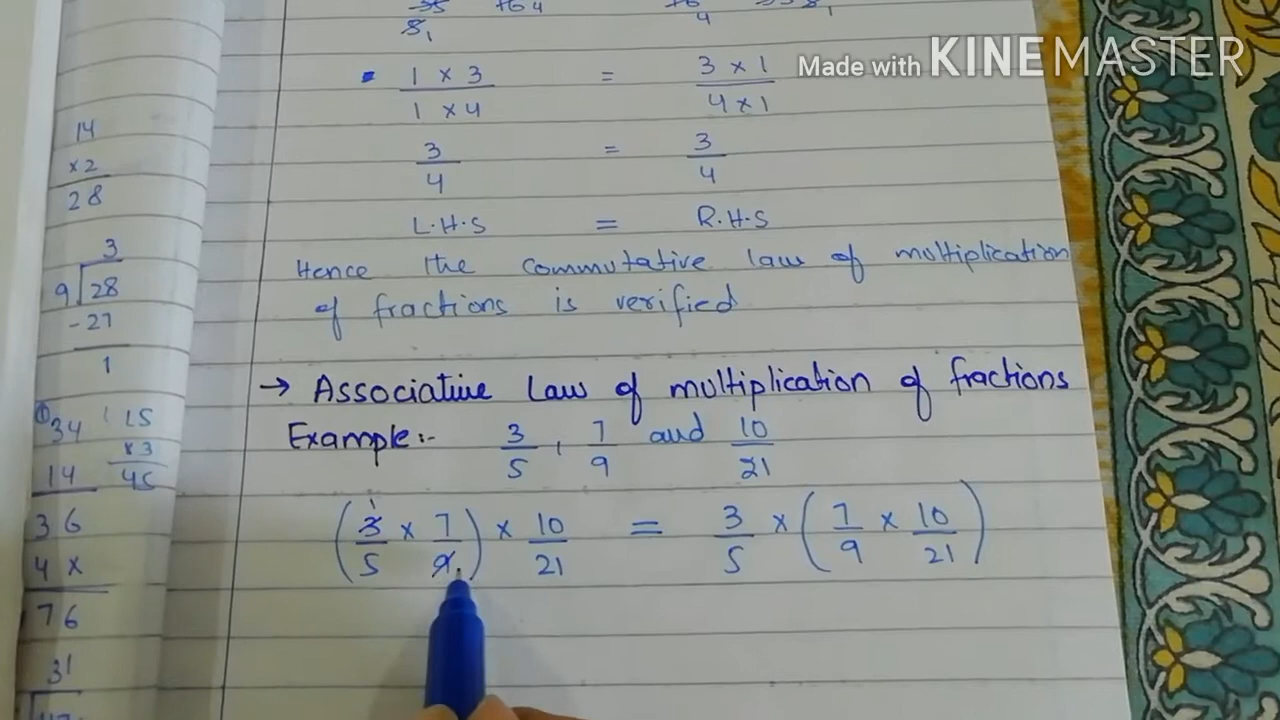 Made with KINEMASTER
1 × 3 / 1 × 4 = 3 × 1 / 4 × 1
3/4 = 3/4
L.H.S = R.H.S
Hence the commutative law of multiplication
of fractions is verified
→ Associative Law of multiplication of fractions
Example:- 3/5 , 7/9 and 10/21
(3/5 × 7/9) × 10/21 = 3/5 × (7/9 × 10/21)
14
×2
28
3
9 28
-27
1
34 15
14 ×3
45
36
4 ×
76
31